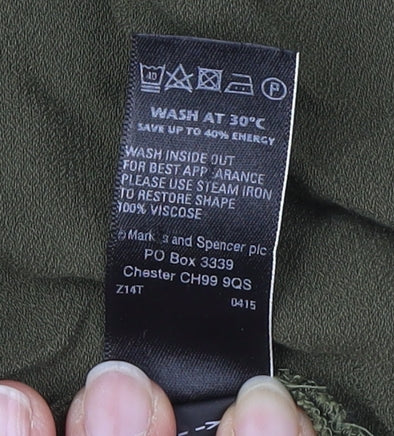 40 P
WASH AT 30°C
SAVE UP TO 40% ENERGY
WASH INSIDE OUT
FOR BEST APPEARANCE
PLEASE USE STEAM IRON
TO RESTORE SHAPE
100% VISCOSE
©Marks and Spencer plc
PO Box 3339
Chester CH99 9QS
Z14T 0415